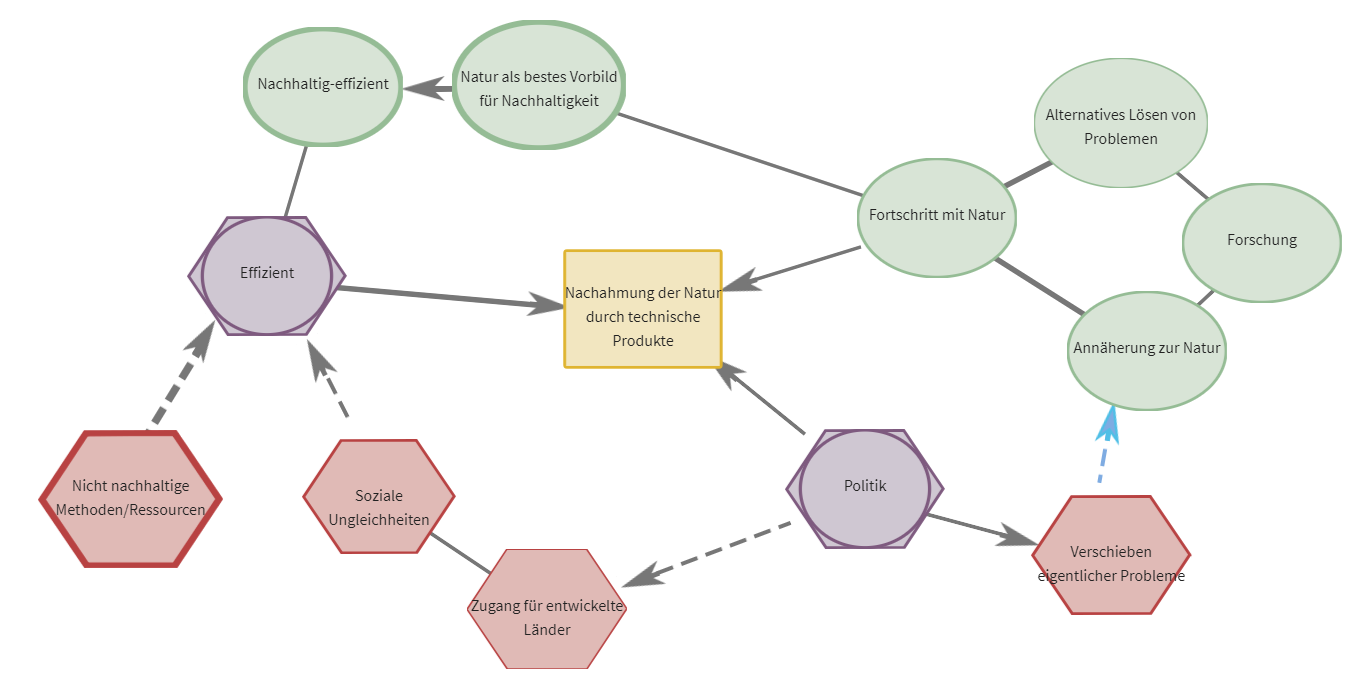 Nachhaltig-effizient
Natur als bestes Vorbild
für Nachhaltigkeit
Alternatives Lösen von
Problemen
Fortschritt mit Natur
Forschung
Effizient
Nachahmung der Natur
durch technische
Produkte
Annäherung zur Natur
Nicht nachhaltige
Methoden/Ressourcen
Soziale
Ungleichheiten
Politik
Verschieben
eigentlicher Probleme
Zugang für entwickelte
Länder